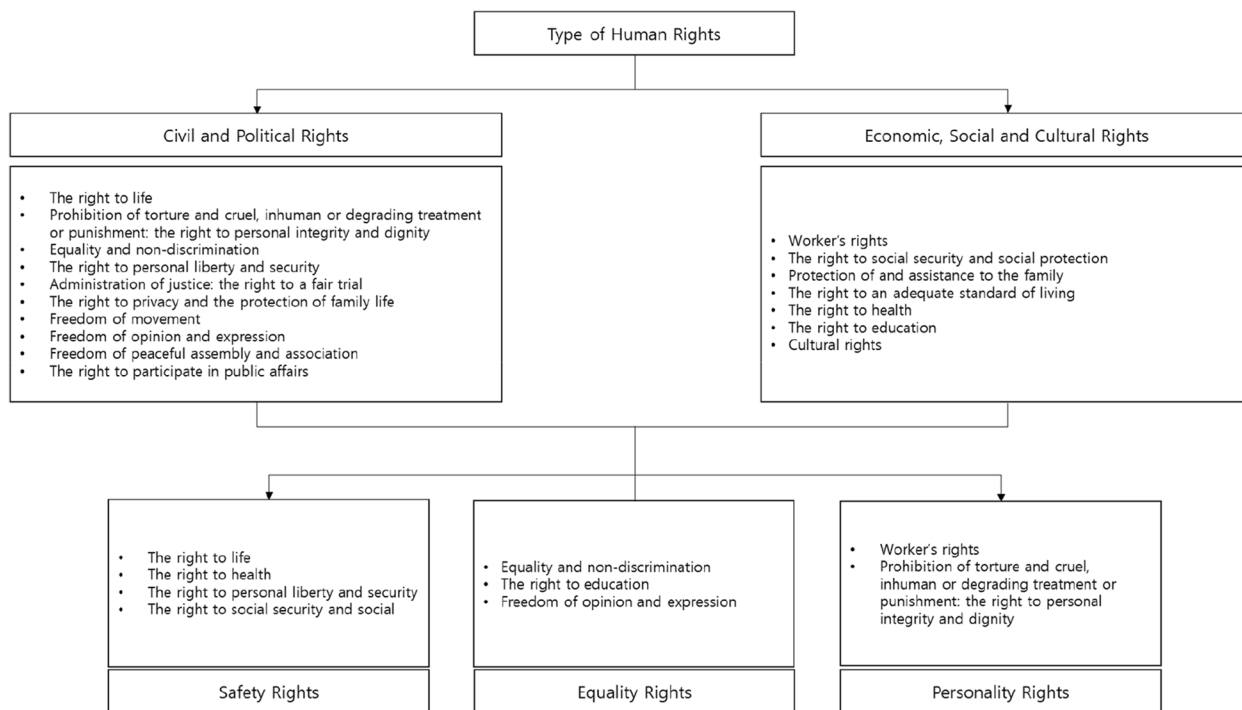 Type of Human Rights
Civil and Political Rights
• The right to life
• Prohibition of torture and cruel, inhuman or degrading treatment
or punishment: the right to personal integrity and dignity
• Equality and non-discrimination
• The right to personal liberty and security
• Administration of justice: the right to a fair trial
• The right to privacy and the protection of family life
• Freedom of movement
• Freedom of opinion and expression
• Freedom of peaceful assembly and association
• The right to participate in public affairs
Economic, Social and Cultural Rights
• Worker's rights
• The right to social security and social protection
• Protection of and assistance to the family
• The right to an adequate standard of living
• The right to health
• The right to education
• Cultural rights
• The right to life
• The right to health
• The right to personal liberty and security
• The right to social security and social
Safety Rights
• Equality and non-discrimination
• The right to education
• Freedom of opinion and expression
Equality Rights
• Worker's rights
• Prohibition of torture and cruel,
inhuman or degrading treatment or
punishment: the right to personal
integrity and dignity
Personality Rights